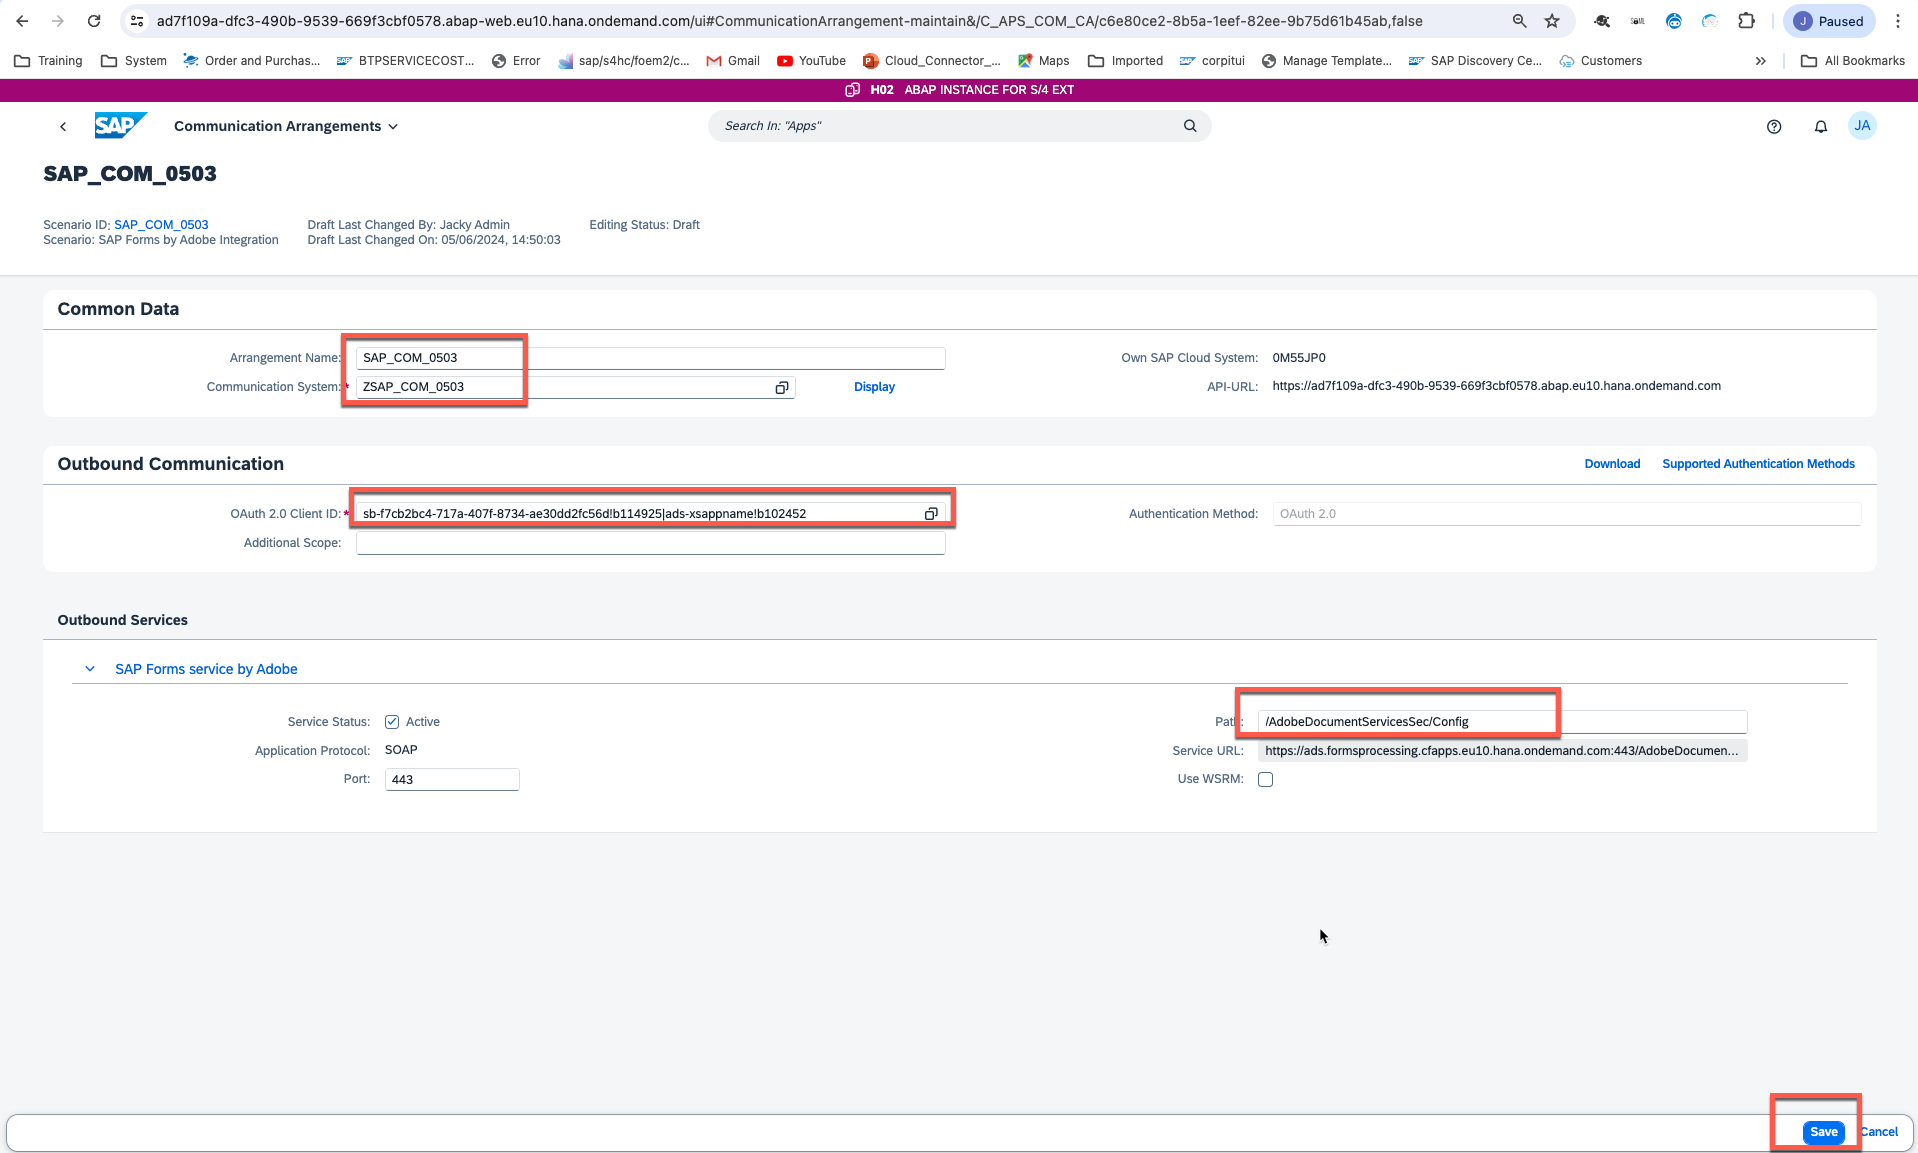 ad7f109a-dfc3-490b-9539-669f3cbf0578.abap-web.eu10.hana.ondemand.com/ui#CommunicationArrangement-maintain&/C_APS_COM_CA/c6e80ce2-8b5a-1eef-82ee-9b75d61b45ab,false
J Paused
Training System Order and Purchas... BTPSERVICECOST... Error sap/s4hc/foem2/c... Gmail YouTube Cloud_Connector_... Maps Imported corpitui Manage Template... SAP Discovery Ce... Customers » All Bookmarks
H02 ABAP INSTANCE FOR S/4 EXT
SAP Communication Arrangements Search In: "Apps" JA
SAP_COM_0503
Scenario ID: SAP_COM_0503 Draft Last Changed By: Jacky Admin Editing Status: Draft
Scenario: SAP Forms by Adobe Integration Draft Last Changed On: 05/06/2024, 14:50:03
Common Data
Arrangement Name: SAP_COM_0503 Own SAP Cloud System: 0M55JP0
Communication System:* ZSAP_COM_0503 Display API-URL: https://ad7f109a-dfc3-490b-9539-669f3cbf0578.abap.eu10.hana.ondemand.com
Outbound Communication Download Supported Authentication Methods
OAuth 2.0 Client ID:* sb-f7cb2bc4-717a-407f-8734-ae30dd2fc56d!b114925|ads-xsappname!b102452 Authentication Method: OAuth 2.0
Additional Scope:
Outbound Services
SAP Forms service by Adobe
Service Status: Active Path: /AdobeDocumentServicesSec/Config
Application Protocol: SOAP Service URL: https://ads.formsprocessing.cfapps.eu10.hana.ondemand.com:443/AdobeDocumen...
Port: 443 Use WSRM:
Save Cancel